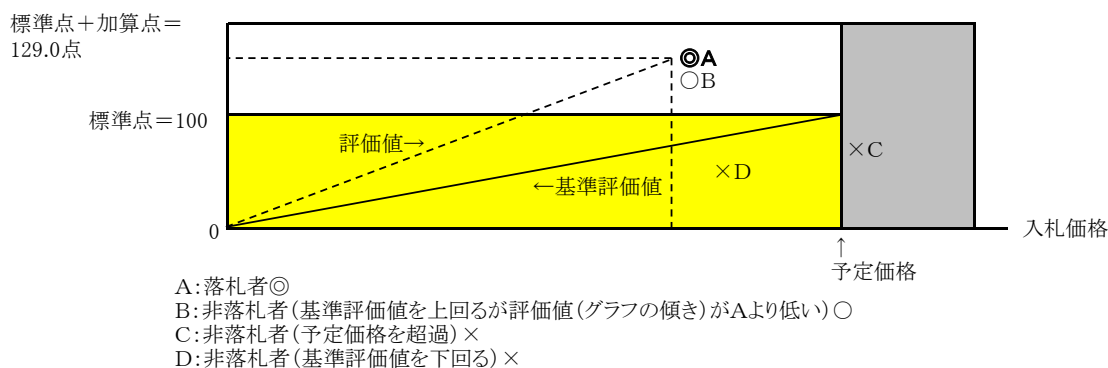 標準点+加算点=
129.0点
◎A
○B
標準点=100
評価値→
×C
×D
←基準評価値
0
入札価格
↑
予定価格
A:落札者◎
B:非落札者(基準評価値を上回るが評価値(グラフの傾き)がAより低い)○
C:非落札者(予定価格を超過)×
D:非落札者(基準評価値を下回る)×